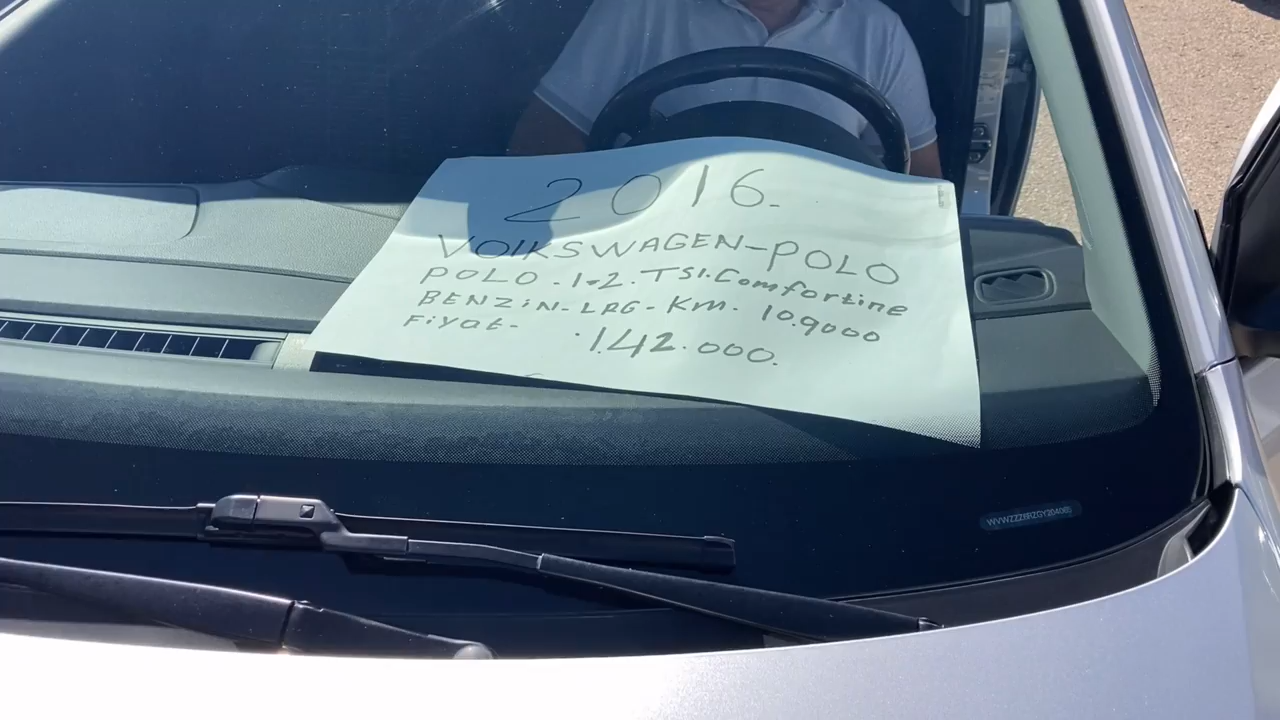 2016.
VOLKSWAGEN-POLO
POLO.1.2.TSI.Comfortine
BENZiN-LPG-Km. 10.9000
Fiyat- .142.000.